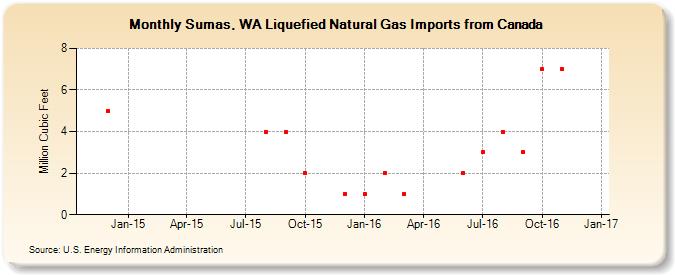 Monthly Sumas, WA Liquefied Natural Gas Imports from Canada
Million Cubic Feet
8
6
4
2
0
Jan-15 Apr-15 Jul-15 Oct-15 Jan-16 Apr-16 Jul-16 Oct-16 Jan-17
Source: U.S. Energy Information Administration